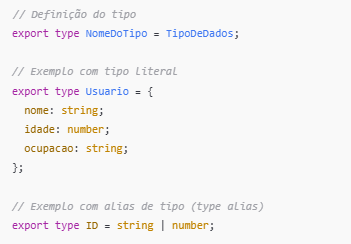 // Definição do tipo
export type NomeDoTipo = TipoDeDados;
// Exemplo com tipo literal
export type Usuario = {
  nome: string;
  idade: number;
  ocupacao: string;
};
// Exemplo com alias de tipo (type alias)
export type ID = string | number;